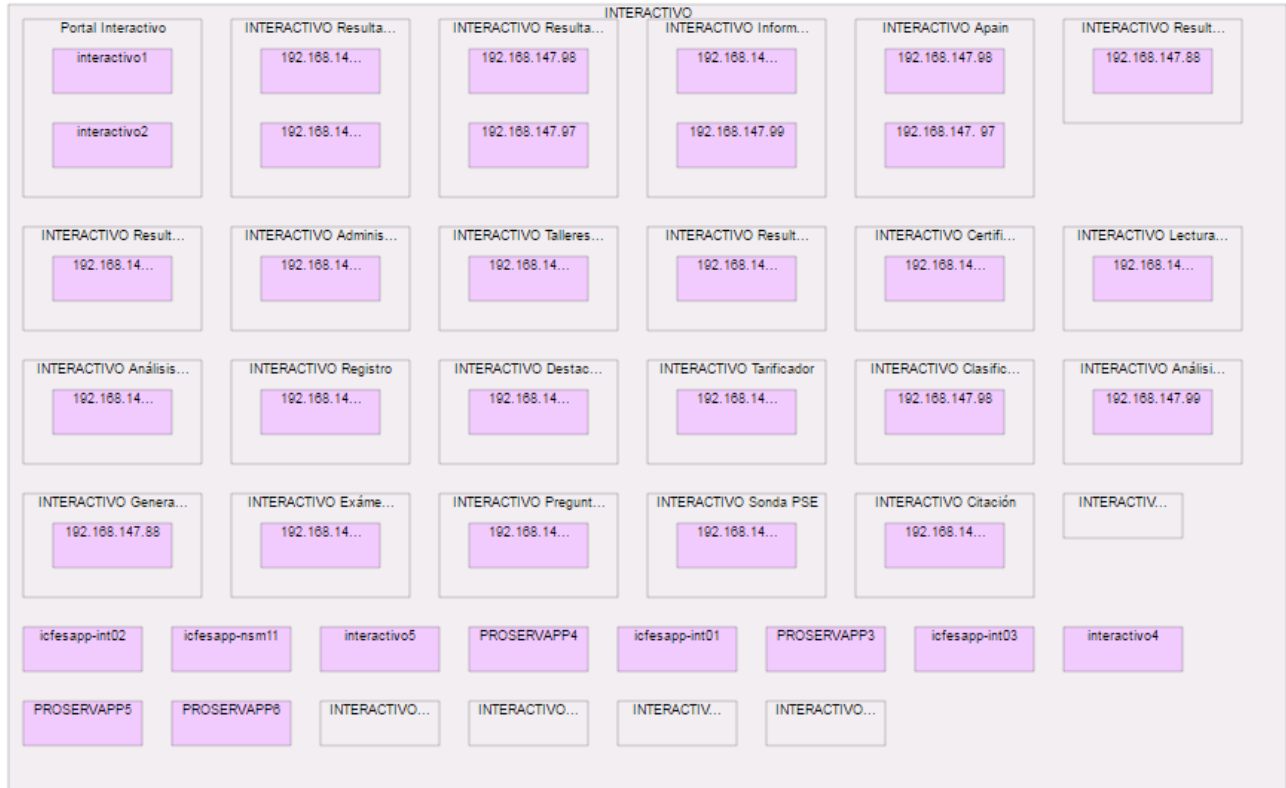 INTERACTIVO
Portal Interactivo
INTERACTIVO Resulta...
INTERACTIVO Resulta...
INTERACTIVO Inform...
INTERACTIVO Apain
INTERACTIVO Result...
interactivo1
192.168.14...
192.168.147.98
192.168.14...
192.168.147.98
192.168.147.88
interactivo2
192.168.14...
192.168.147.97
192.168.147.99
192.168.147. 97
INTERACTIVO Result...
INTERACTIVO Adminis...
INTERACTIVO Talleres...
INTERACTIVO Result...
INTERACTIVO Certifi...
INTERACTIVO Lectura...
192.168.14...
192.168.14...
192.168.14...
192.168.14...
192.168.14...
192.168.14...
INTERACTIVO Análisis...
INTERACTIVO Registro
INTERACTIVO Destac...
INTERACTIVO Tarificador
INTERACTIVO Clasific...
INTERACTIVO Análisi...
192.168.14...
192.168.14...
192.168.14...
192.168.14...
192.168.147.98
192.168.147.99
INTERACTIVO Genera...
INTERACTIVO Exáme...
INTERACTIVO Pregunt...
INTERACTIVO Sonda PSE
INTERACTIVO Citación
INTERACTIV...
192.168.147.88
192.168.14...
192.168.14...
192.168.14...
192.168.14...
icfesapp-int02
icfesapp-nsm11
interactivo5
PROSERVAPP4
icfesapp-int01
PROSERVAPP3
icfesapp-int03
interactivo4
PROSERVAPP5
PROSERVAPP6
INTERACTIVO...
INTERACTIVO...
INTERACTIV...
INTERACTIVO...